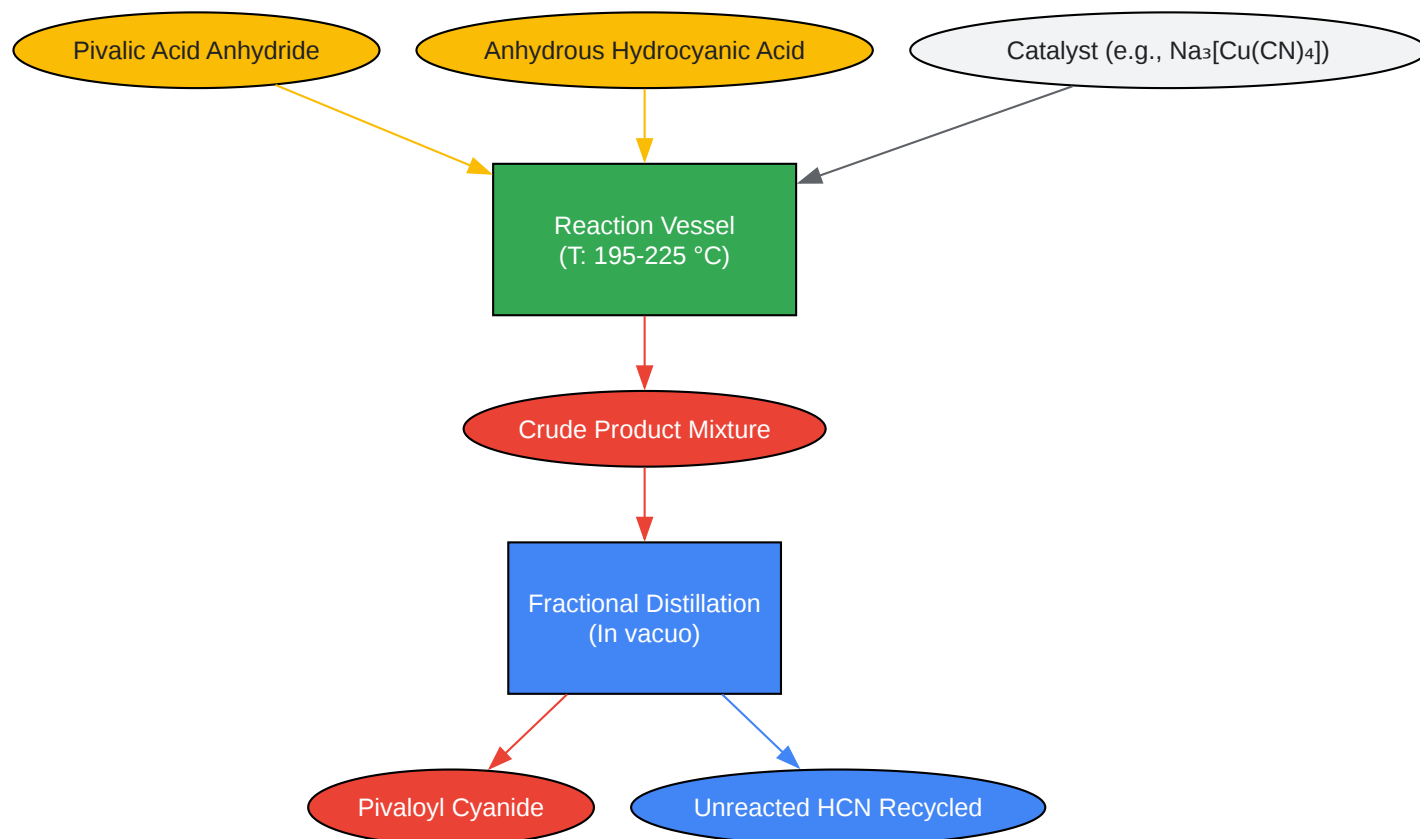 Pivalic Acid Anhydride
Anhydrous Hydrocyanic Acid
Catalyst (e.g., Na₃[Cu(CN)₄])
Reaction Vessel
(T: 195-225 °C)
Crude Product Mixture
Fractional Distillation
(In vacuo)
Pivaloyl Cyanide
Unreacted HCN Recycled